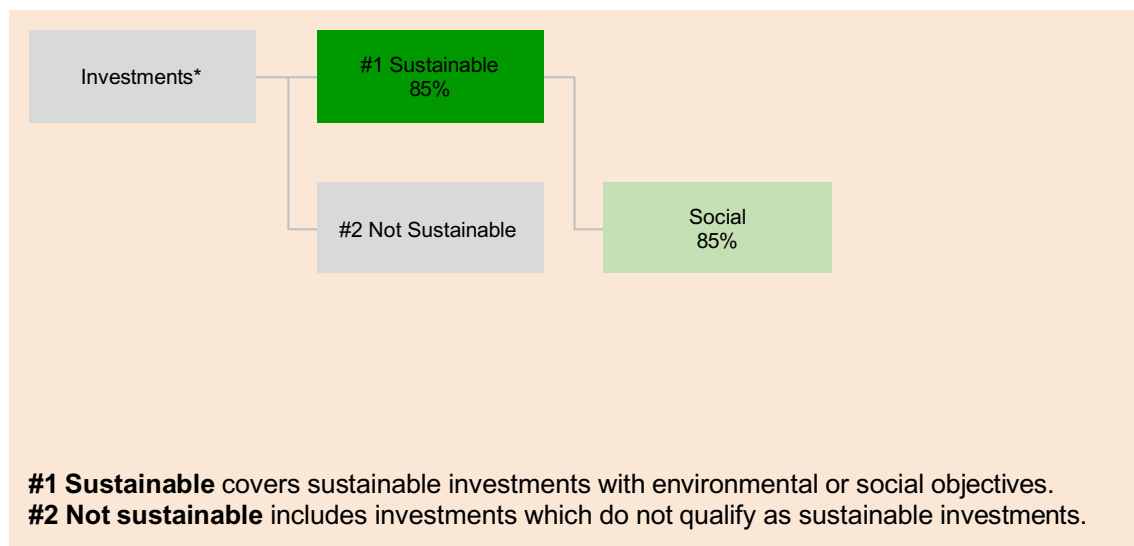 Investments*
#1 Sustainable
85%
#2 Not Sustainable
Social
85%
#1 Sustainable covers sustainable investments with environmental or social objectives.
#2 Not sustainable includes investments which do not qualify as sustainable investments.